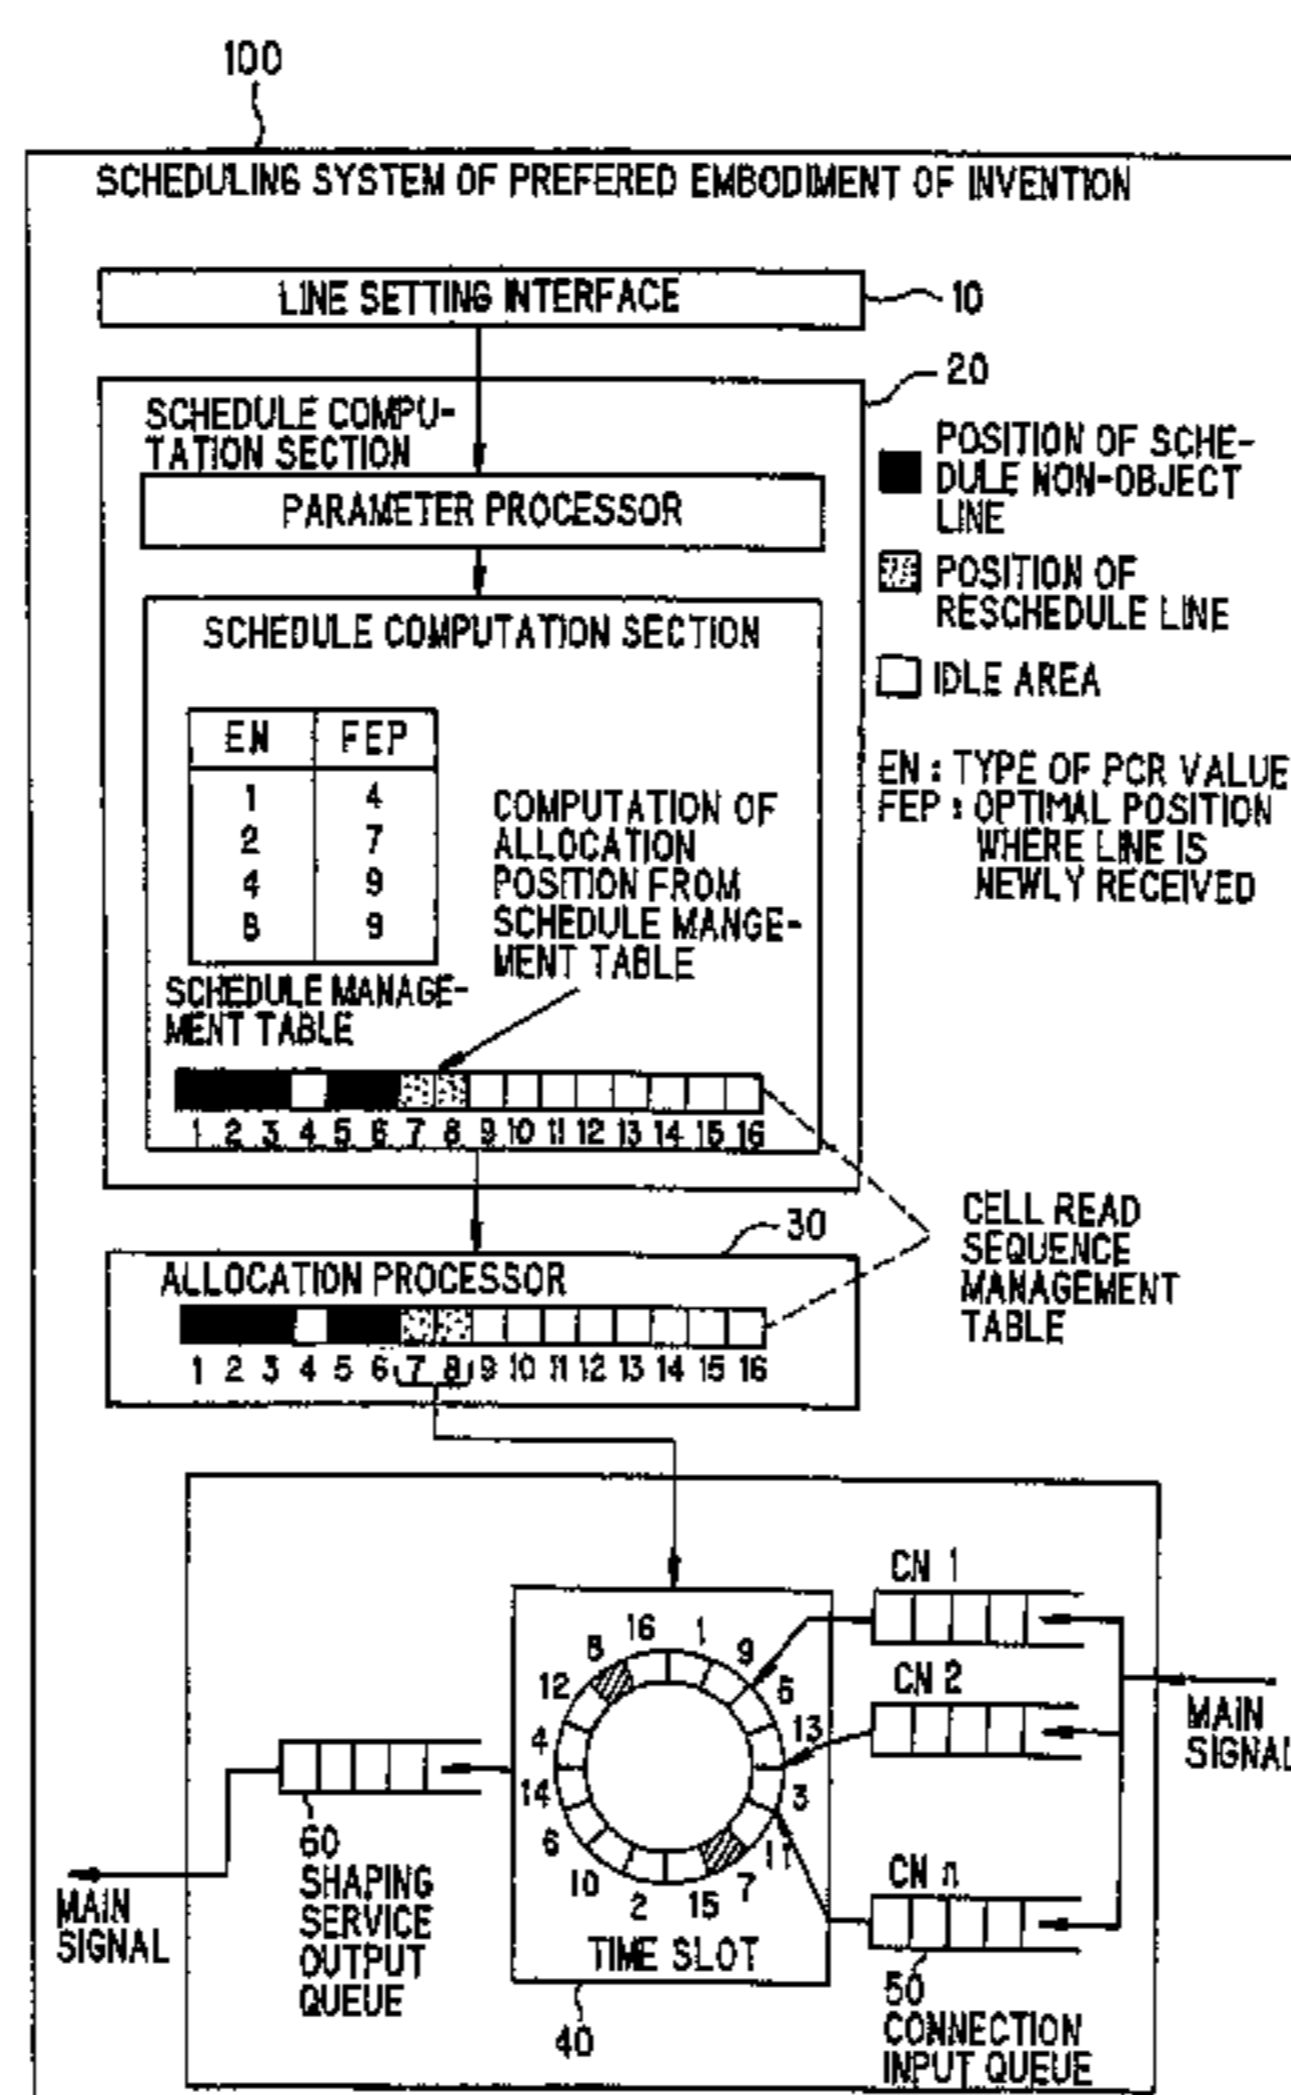 100
SCHEDULING SYSTEM OF PREFERED EMBODIMENT OF INVENTION
LINE SETTING INTERFACE
10
20
SCHEDULE COMPU-
TATION SECTION
PARAMETER PROCESSOR
POSITION OF SCHE-
DULE NON-OBJECT
LINE
POSITION OF
RESCHEDULE LINE
IDLE AREA
EN : TYPE OF PCR VALUE
FEP : OPTIMAL POSITION
WHERE LINE IS
NEWLY RECEIVED
SCHEDULE COMPUTATION SECTION
EN FEP
1 4
2 7
4 9
8 9
COMPUTATION OF
ALLOCATION
POSITION FROM
SCHEDULE MANGE-
MENT TABLE
SCHEDULE MANAGE-
MENT TABLE
1 2 3 4 5 6 7 8 9 10 11 12 13 14 15 16
CELL READ
SEQUENCE
MANAGEMENT
TABLE
30
ALLOCATION PROCESSOR
1 2 3 4 5 6 7 8 9 10 11 12 13 14 15 16
CN 1
CN 2
CN n
MAIN
SIGNAL
16 1 9 5 13 3 11 7 15 2 10 6 14 4 12 8
TIME SLOT
40
50
CONNECTION
INPUT QUEUE
60
SHAPING
SERVICE
OUTPUT
QUEUE
MAIN
SIGNAL